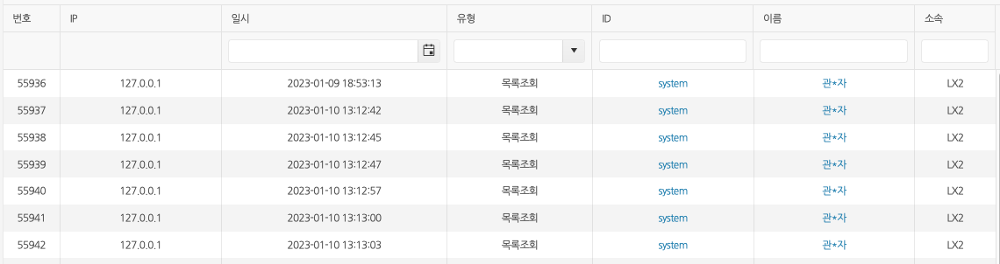 번호 IP 일시 유형 ID 이름 소속
55936 127.0.0.1 2023-01-09 18:53:13 목록조회 system 관*자 LX2
55937 127.0.0.1 2023-01-10 13:12:42 목록조회 system 관*자 LX2
55938 127.0.0.1 2023-01-10 13:12:45 목록조회 system 관*자 LX2
55939 127.0.0.1 2023-01-10 13:12:47 목록조회 system 관*자 LX2
55940 127.0.0.1 2023-01-10 13:12:57 목록조회 system 관*자 LX2
55941 127.0.0.1 2023-01-10 13:13:00 목록조회 system 관*자 LX2
55942 127.0.0.1 2023-01-10 13:13:03 목록조회 system 관*자 LX2